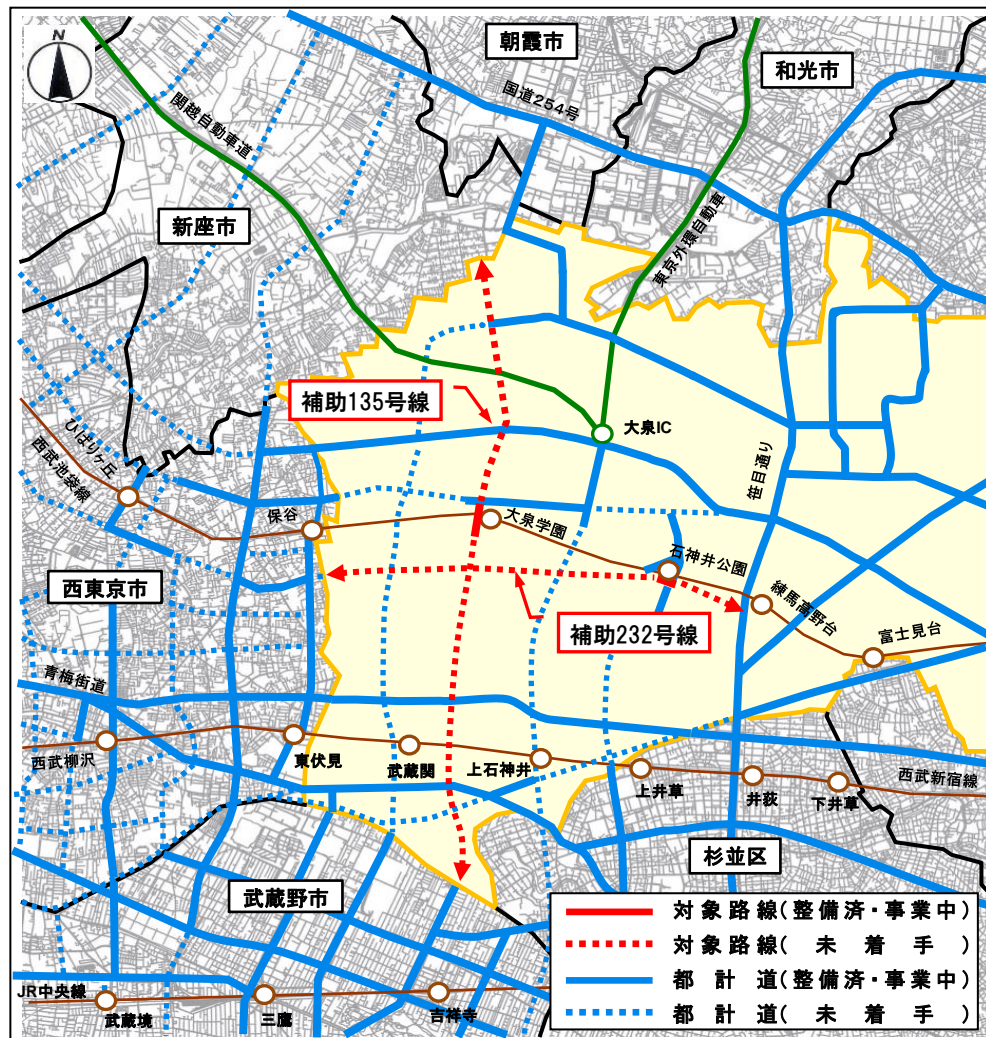 N
朝霞市
和光市
国道254号
関越自動車道
東京外環自動車
新座市
補助135号線
大泉IC
笹目通り
ひばりヶ丘
西武池袋線
保谷
大泉学園
石神井公園
練馬高野台
富士見台
西東京市
補助232号線
青梅街道
西武柳沢
東伏見
武蔵関
上石神井
上井草
井荻
下井草
西武新宿線
杉並区
武蔵野市
JR中央線
武蔵境
三鷹
吉祥寺
対象路線(整備済・事業中)
対象路線( 未 着 手 )
都 計 道(整備済・事業中)
都 計 道( 未 着 手 )